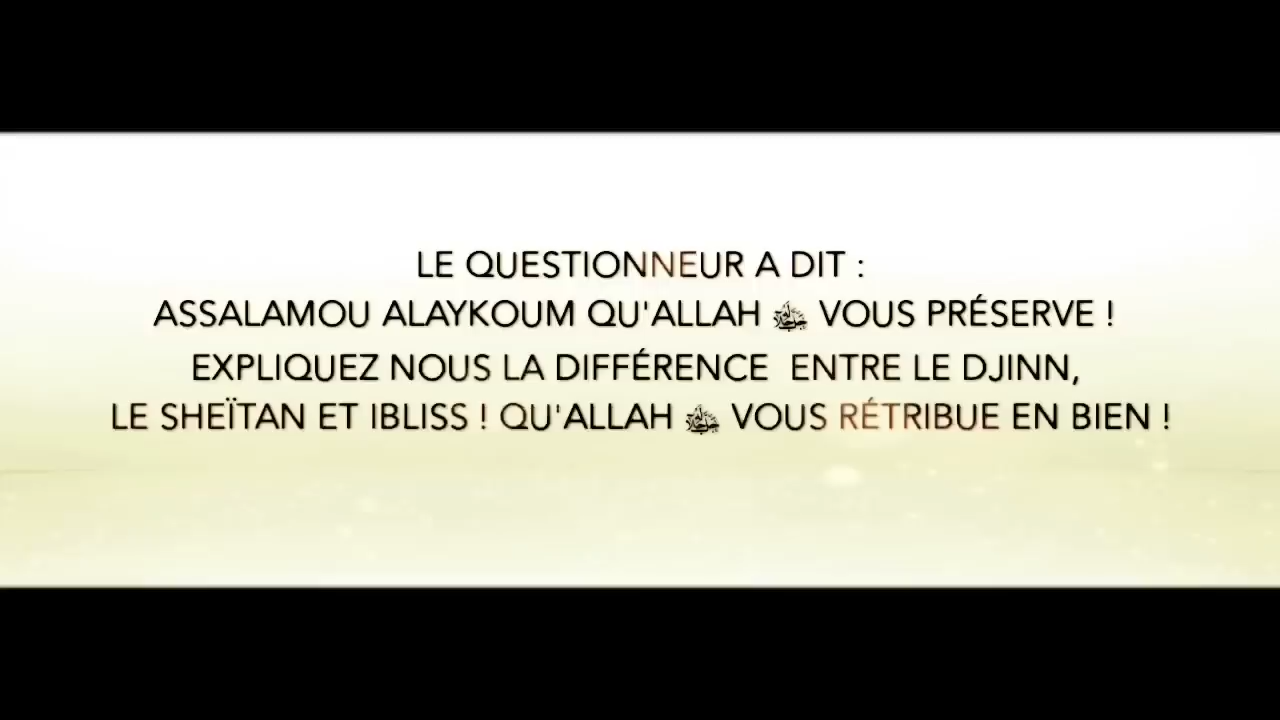 LE QUESTIONNEUR A DIT :
ASSALAMOU ALAYKOUM QU'ALLAH ﷻ VOUS PRÉSERVE !
EXPLIQUEZ NOUS LA DIFFÉRENCE ENTRE LE DJINN,
LE SHEÏTAN ET IBLISS ! QU'ALLAH ﷻ VOUS RÉTRIBUE EN BIEN !